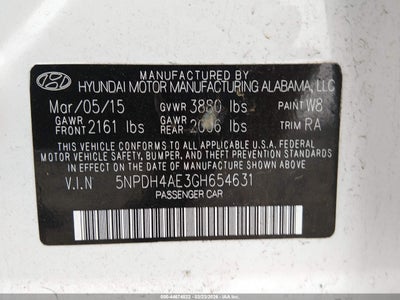 MANUFACTURED BY
HYUNDAI MOTOR MANUFACTURING ALABAMA, LLC
Mar/05/15 GVWR 3880 lbs PAINT W8
GAWR FRONT 2161 lbs GAWR REAR 2006 lbs TRIM RA
THIS VEHICLE CONFORMS TO ALL APPLICABLE
U.S. FEDERAL SAFETY, BUMPER, AND THEFT PREVENTION
STANDARDS IN EFFECT ON THE DATE OF MANUFACTURE
SHOWN ABOVE.
V.I.N 5NPDH4AE3GH654631
PASSENGER CAR